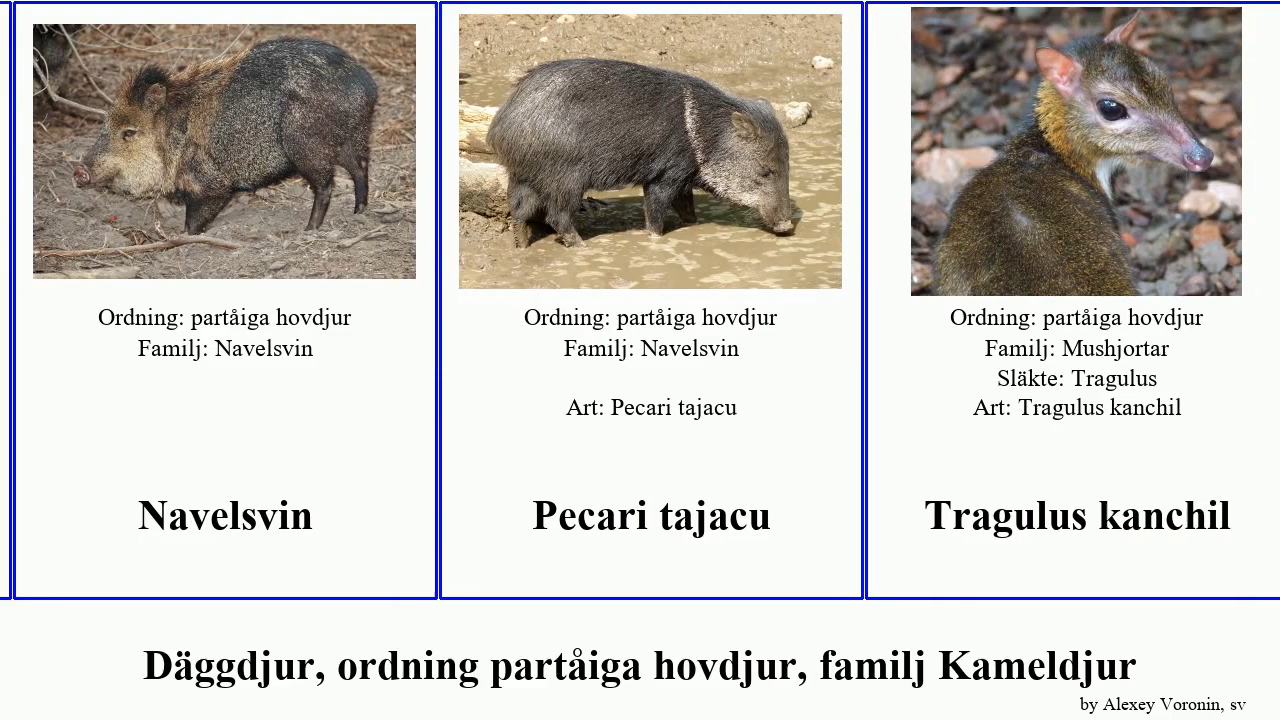 Ordning: partåiga hovdjur
Familj: Navelsvin
Navelsvin
Ordning: partåiga hovdjur
Familj: Navelsvin
Art: Pecari tajacu
Pecari tajacu
Ordning: partåiga hovdjur
Familj: Mushjortar
Släkte: Tragulus
Art: Tragulus kanchil
Tragulus kanchil
Däggdjur, ordning partåiga hovdjur, familj Kameldjur
by Alexey Voronin, sv